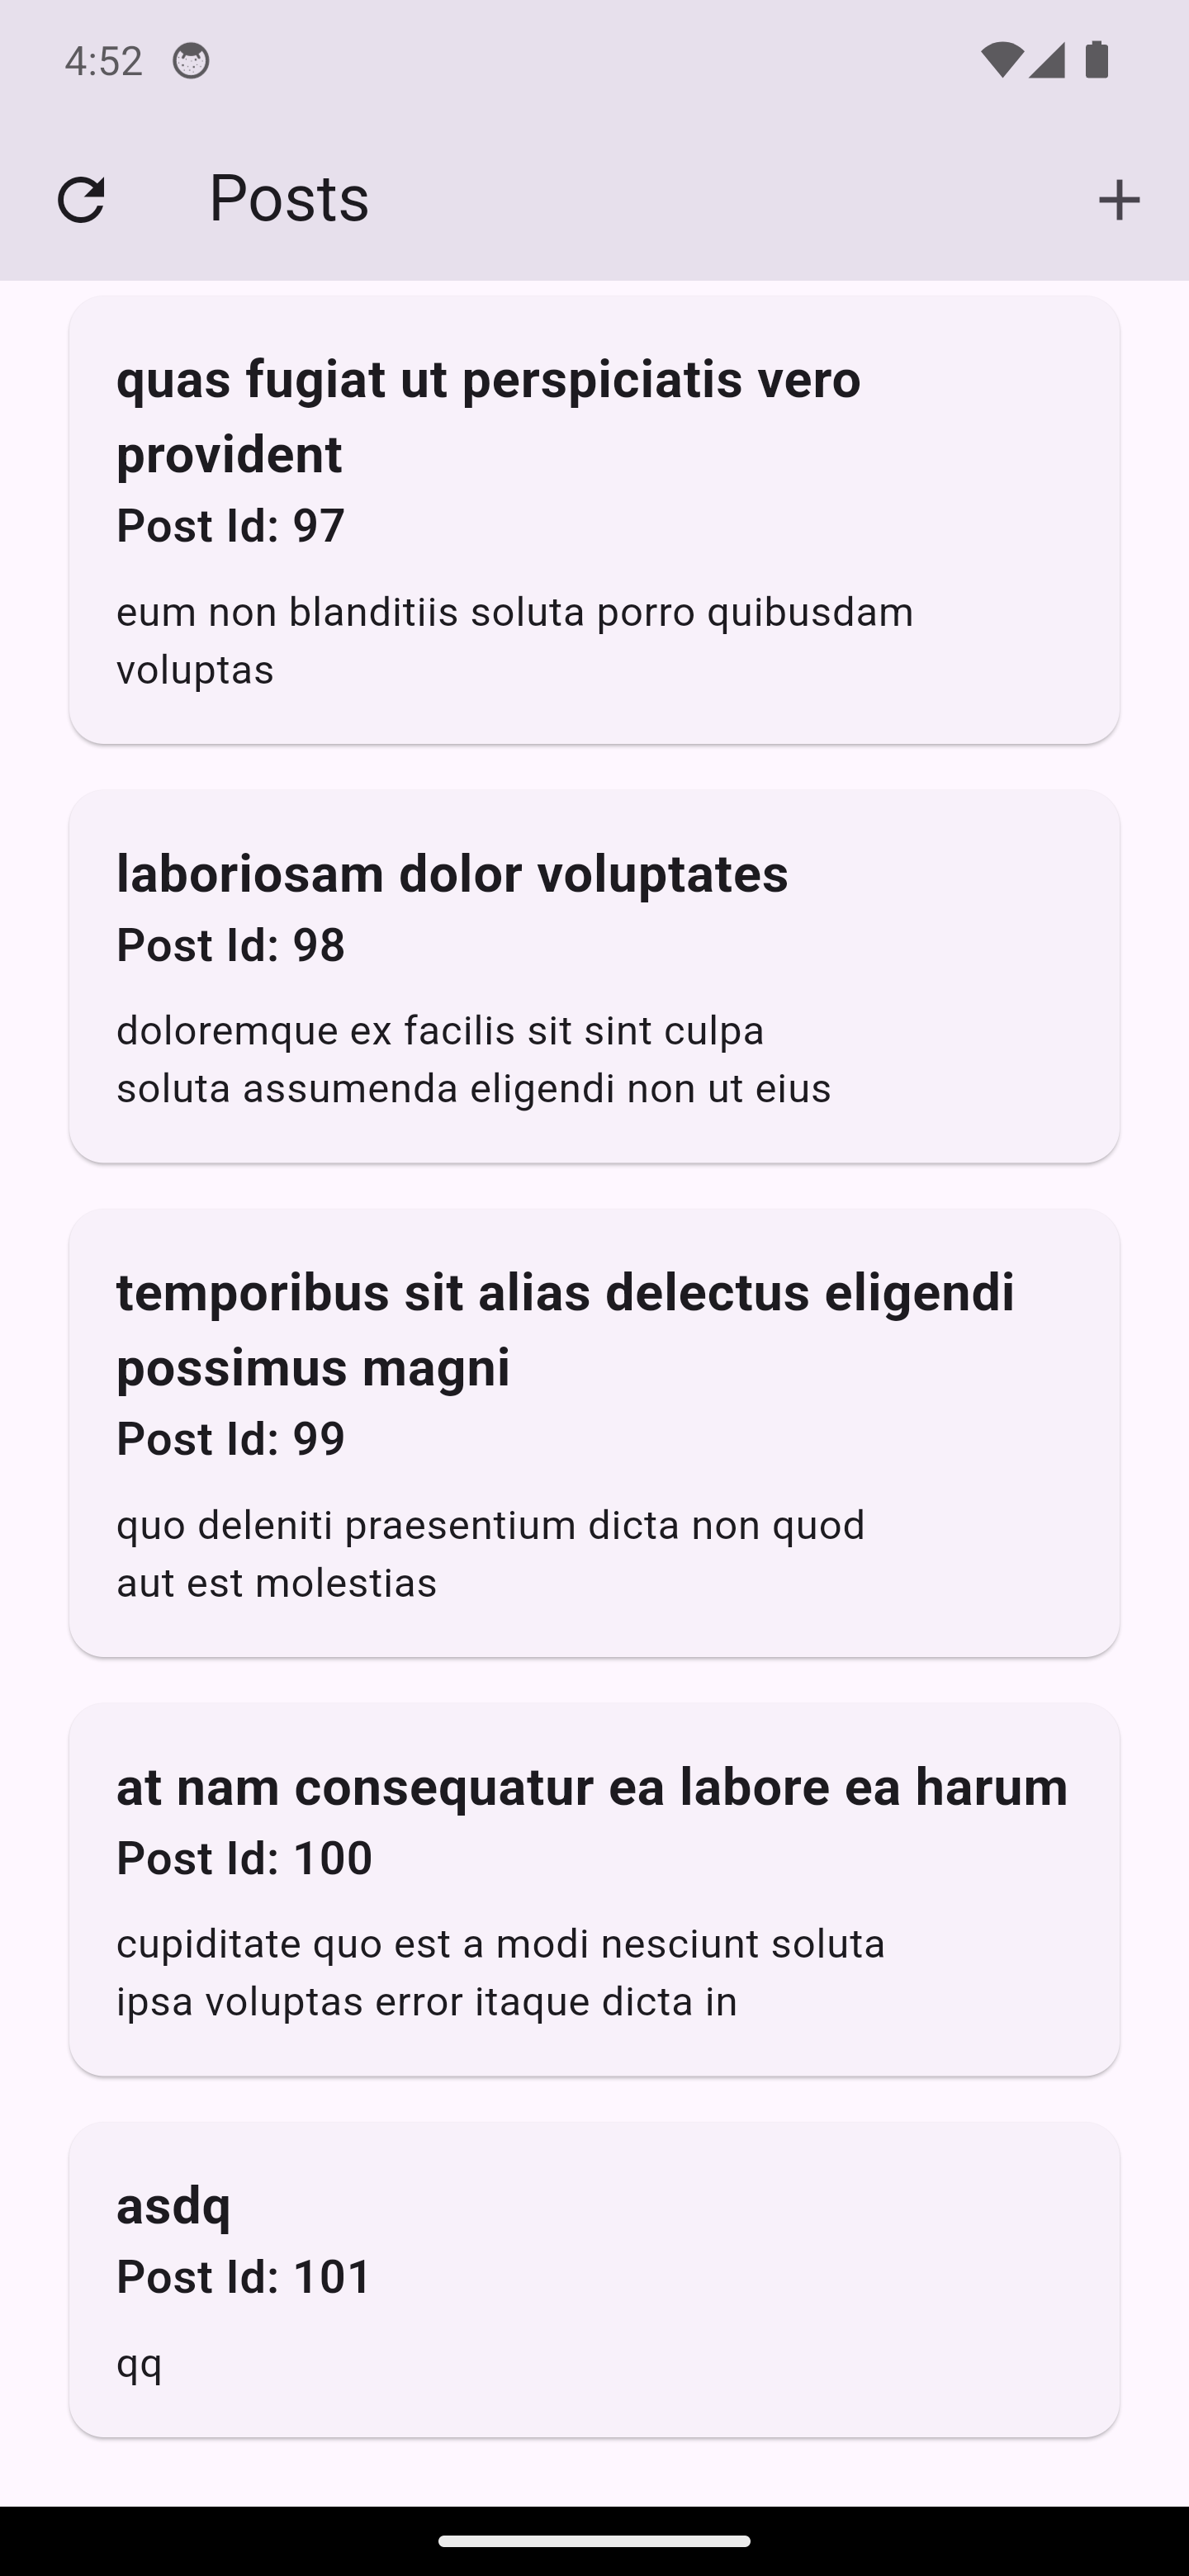 4:52
Posts
quas fugiat ut perspiciatis vero
provident
Post Id: 97
eum non blanditiis soluta porro quibusdam
voluptas
laboriosam dolor voluptates
Post Id: 98
doloremque ex facilis sit sint culpa
soluta assumenda eligendi non ut eius
temporibus sit alias delectus eligendi
possimus magni
Post Id: 99
quo deleniti praesentium dicta non quod
aut est molestias
at nam consequatur ea labore ea harum
Post Id: 100
cupiditate quo est a modi nesciunt soluta
ipsa voluptas error itaque dicta in
asdq
Post Id: 101
qq